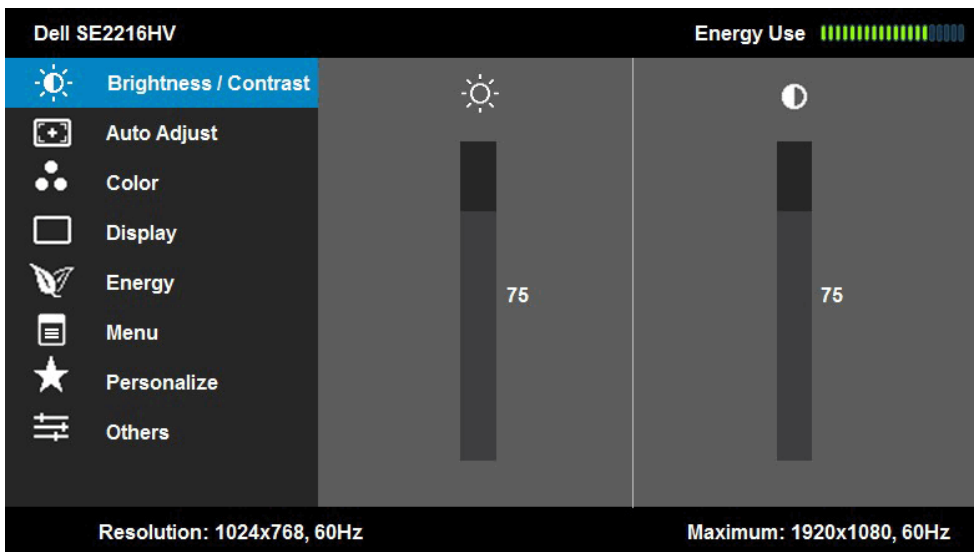 Dell SE2216HV
Energy Use
Brightness / Contrast
Auto Adjust
Color
Display
Energy
Menu
Personalize
Others
75
75
Resolution: 1024x768, 60Hz
Maximum: 1920x1080, 60Hz